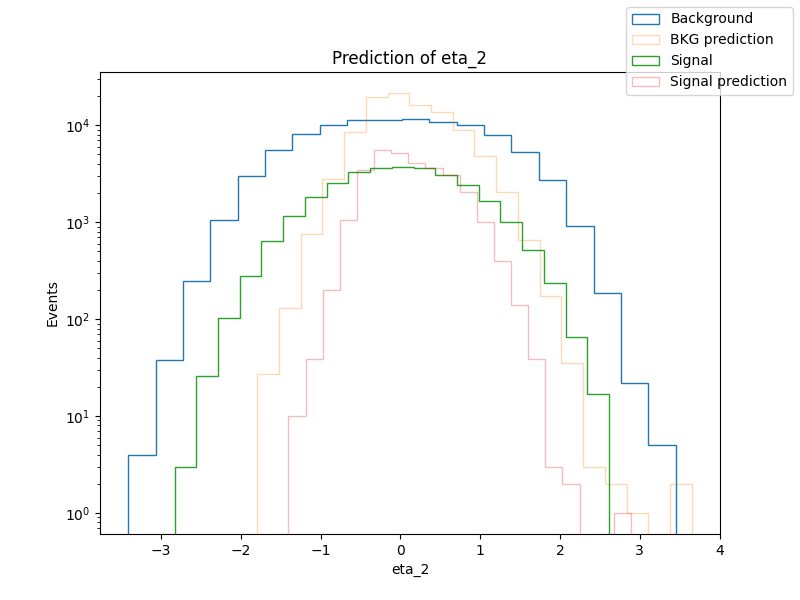 Prediction of eta_2
Background
BKG prediction
Signal
Signal prediction
Events
10⁴
10³
10²
10¹
10⁰
−3
−2
−1
0
1
2
3
4
eta_2